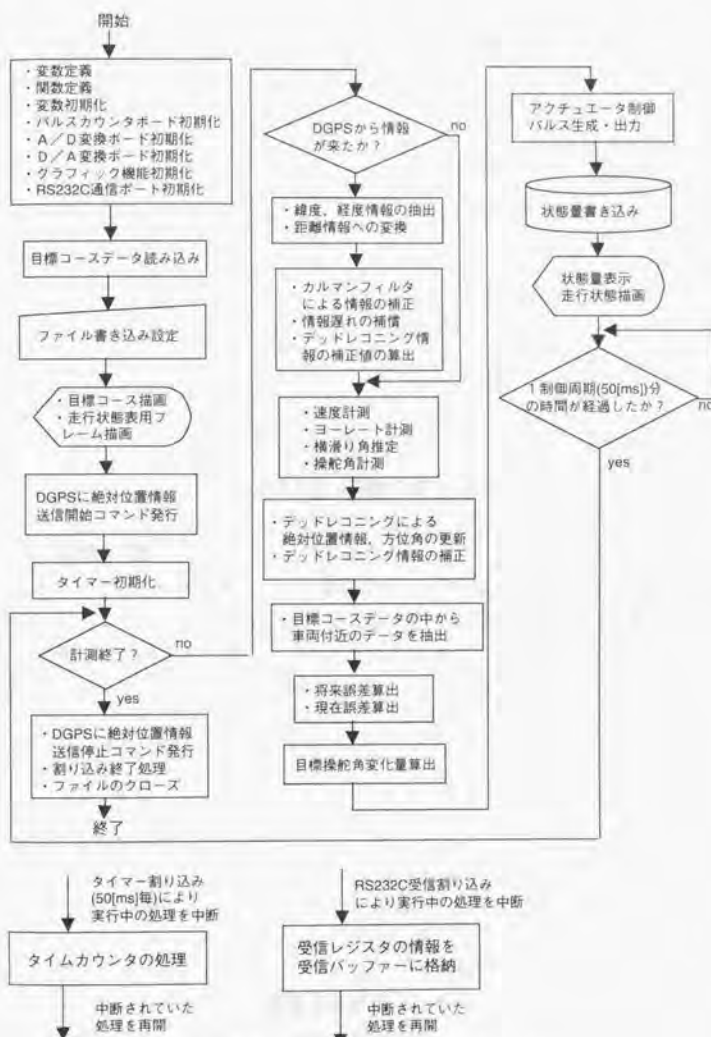 開始
・変数定義
・関数定義
・変数初期化
・パルスカウンタボード初期化
・A/D変換ボード初期化
・D/A変換ボード初期化
・グラフィック機能初期化
・RS232C通信ポート初期化
目標コースデータ読み込み
ファイル書き込み設定
・目標コース描画
・走行状態表用フ
レーム描画
DGPSに絶対位置情報
送信開始コマンド発行
タイマー初期化
計測終了?
no
yes
・DGPSに絶対位置情報
送信停止コマンド発行
・割り込み終了処理
・ファイルのクローズ
終了
DGPSから情報
が来たか?
no
・緯度、経度情報の抽出
・距離情報への変換
・カルマンフィルタ
による情報の補正
・情報遅れの補償
・デッドレコニング情
報の補正値の算出
・速度計測
・ヨーレート計測
・横滑り角推定
・操舵角計測
・デッドレコニングによる
絶対位置情報、方位角の更新
・デッドレコニング情報の補正
・目標コースデータの中から
車両付近のデータを抽出
・将来誤差算出
・現在誤差算出
目標操舵角変化量算出
アクチュエータ制御
パルス生成・出力
状態量書き込み
状態量表示
走行状態描画
1制御周期(50[ms])分
の時間が経過したか?
no
yes
タイマー割り込み
(50[ms]毎)により
実行中の処理を中断
タイムカウンタの処理
中断されていた
処理を再開
RS232C受信割り込み
により実行中の処理を中断
受信レジスタの情報を
受信バッファーに格納
中断されていた
処理を再開